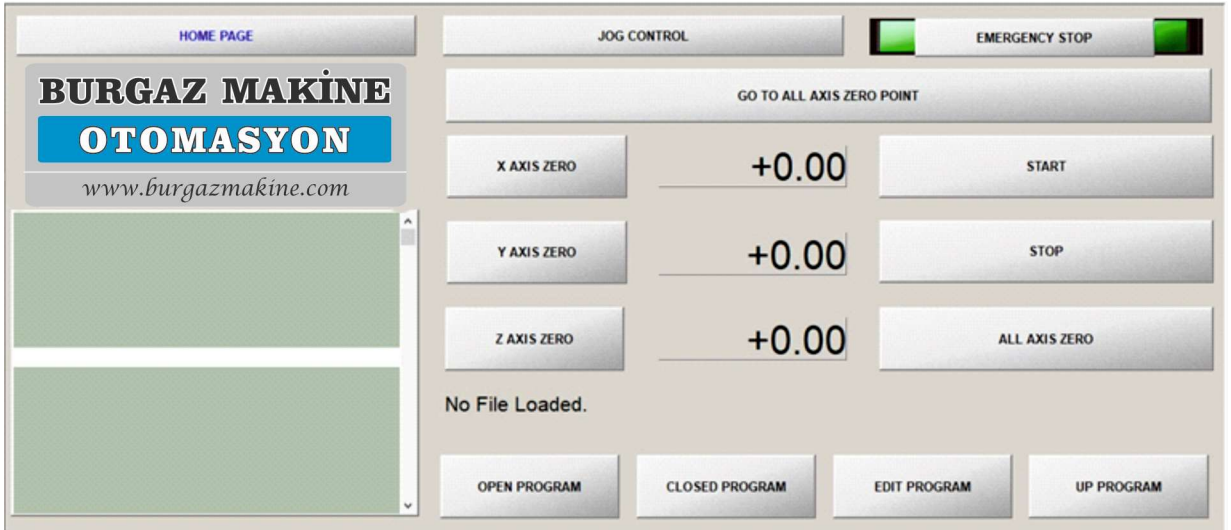 HOME PAGE
JOG CONTROL
EMERGENCY STOP
BURGAZ MAKİNE
OTOMASYON
www.burgazmakine.com
GO TO ALL AXIS ZERO POINT
X AXIS ZERO
+0.00
START
Y AXIS ZERO
+0.00
STOP
Z AXIS ZERO
+0.00
ALL AXIS ZERO
No File Loaded.
OPEN PROGRAM
CLOSED PROGRAM
EDIT PROGRAM
UP PROGRAM